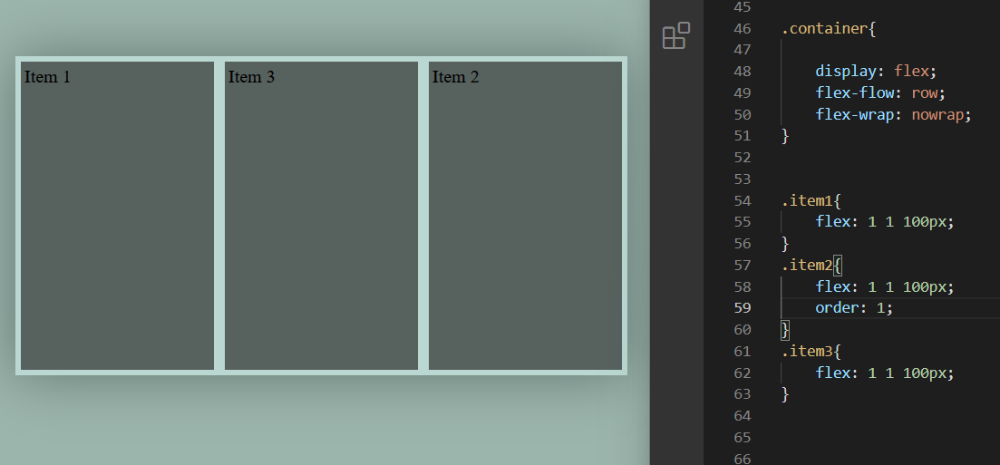 Item 1
Item 3
Item 2
45
46 .container{
47
48 display: flex;
49 flex-flow: row;
50 flex-wrap: nowrap;
51 }
52
53
54 .item1{
55 flex: 1 1 100px;
56 }
57 .item2{
58 flex: 1 1 100px;
59 order: 1;
60 }
61 .item3{
62 flex: 1 1 100px;
63 }
64
65
66